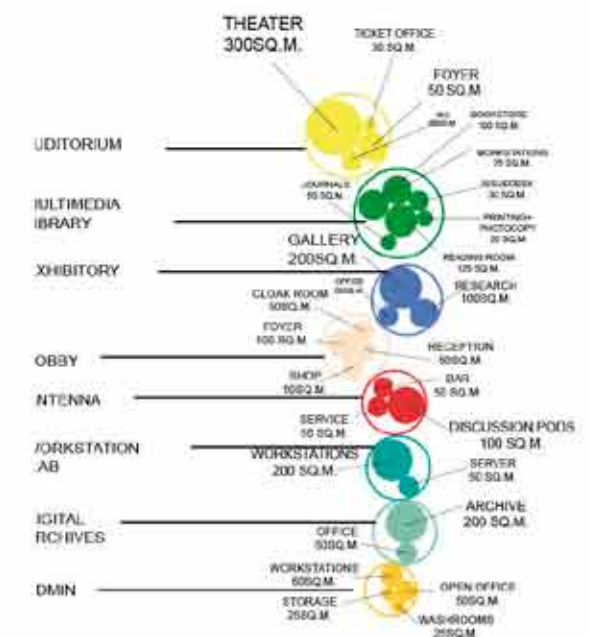 THEATER
300SQ.M.
TICKET OFFICE
30 SQ.M.
FOYER
50 SQ.M
BOOKSTORE
100 SQ.M.
UDITORIUM
WORKSTATIONS
75 SQ.M.
JOURNALS
50 SQ.M.
30 SQ.M.
ULTIMEDIA
IBRARY
PRINTING+
PHOTOCOPY
20 SQ.M
GALLERY
200SQ.M.
READING ROOM
125 SQ.M.
XHIBITORY
OFFICE
RESEARCH
100SQ.M.
CLOAK ROOM
50SQ.M
FOYER
100 SQ.M.
RECEPTION
50SQ.M
OBBY
SHOP
10SQ.M
BAR
50 SQ.M
NTENNA
SERVICE
50 SQ.M.
DISCUSSION PODS
100 SQ.M.
ORKSTATION
AB
WORKSTATIONS
200 SQ.M.
SERVER
50 SQ.M.
ARCHIVE
200 SQ.M.
IGITAL
RCHIVES
OFFICE
50SQ.M
WORKSTATIONS
60SQ.M.
DMIN
STORAGE
25SQ.M
OPEN OFFICE
50SQ.M.
WASHROOMS
25SQ.M